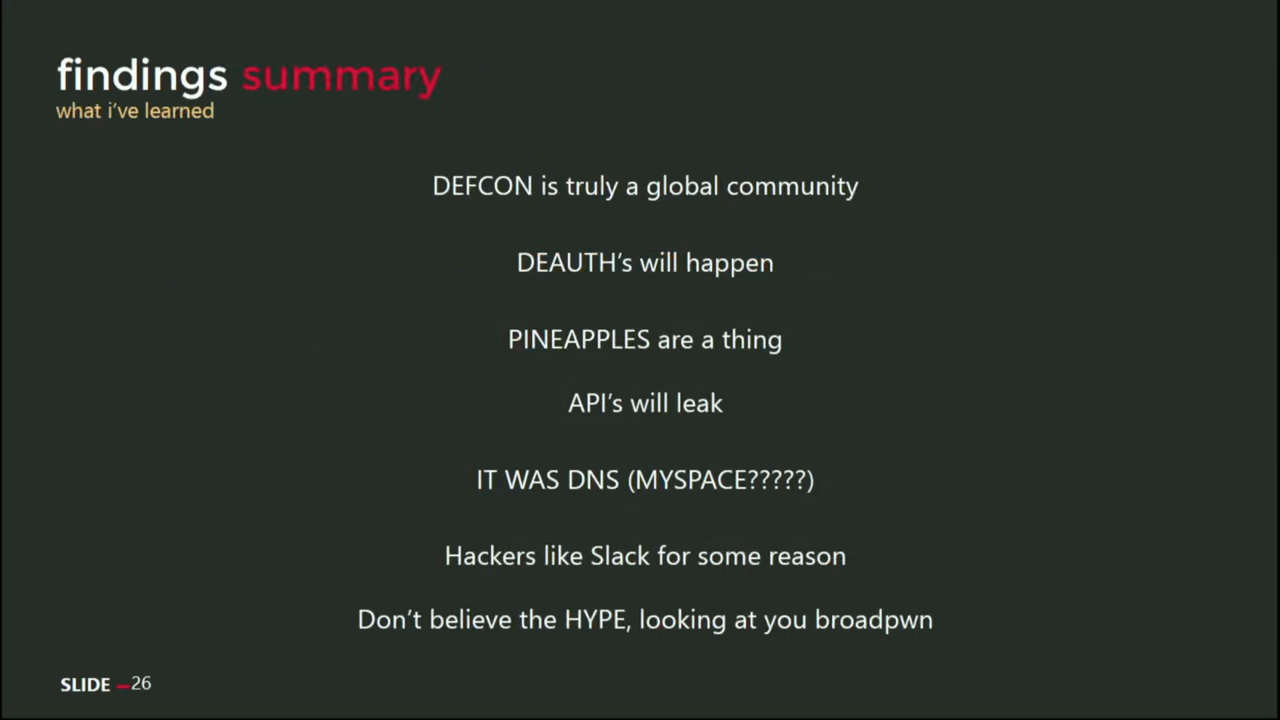 findings summary
what i've learned
DEFCON is truly a global community
DEAUTH's will happen
PINEAPPLES are a thing
API's will leak
IT WAS DNS (MYSPACE?????)
Hackers like Slack for some reason
Don't believe the HYPE, looking at you broadpwn
SLIDE –26